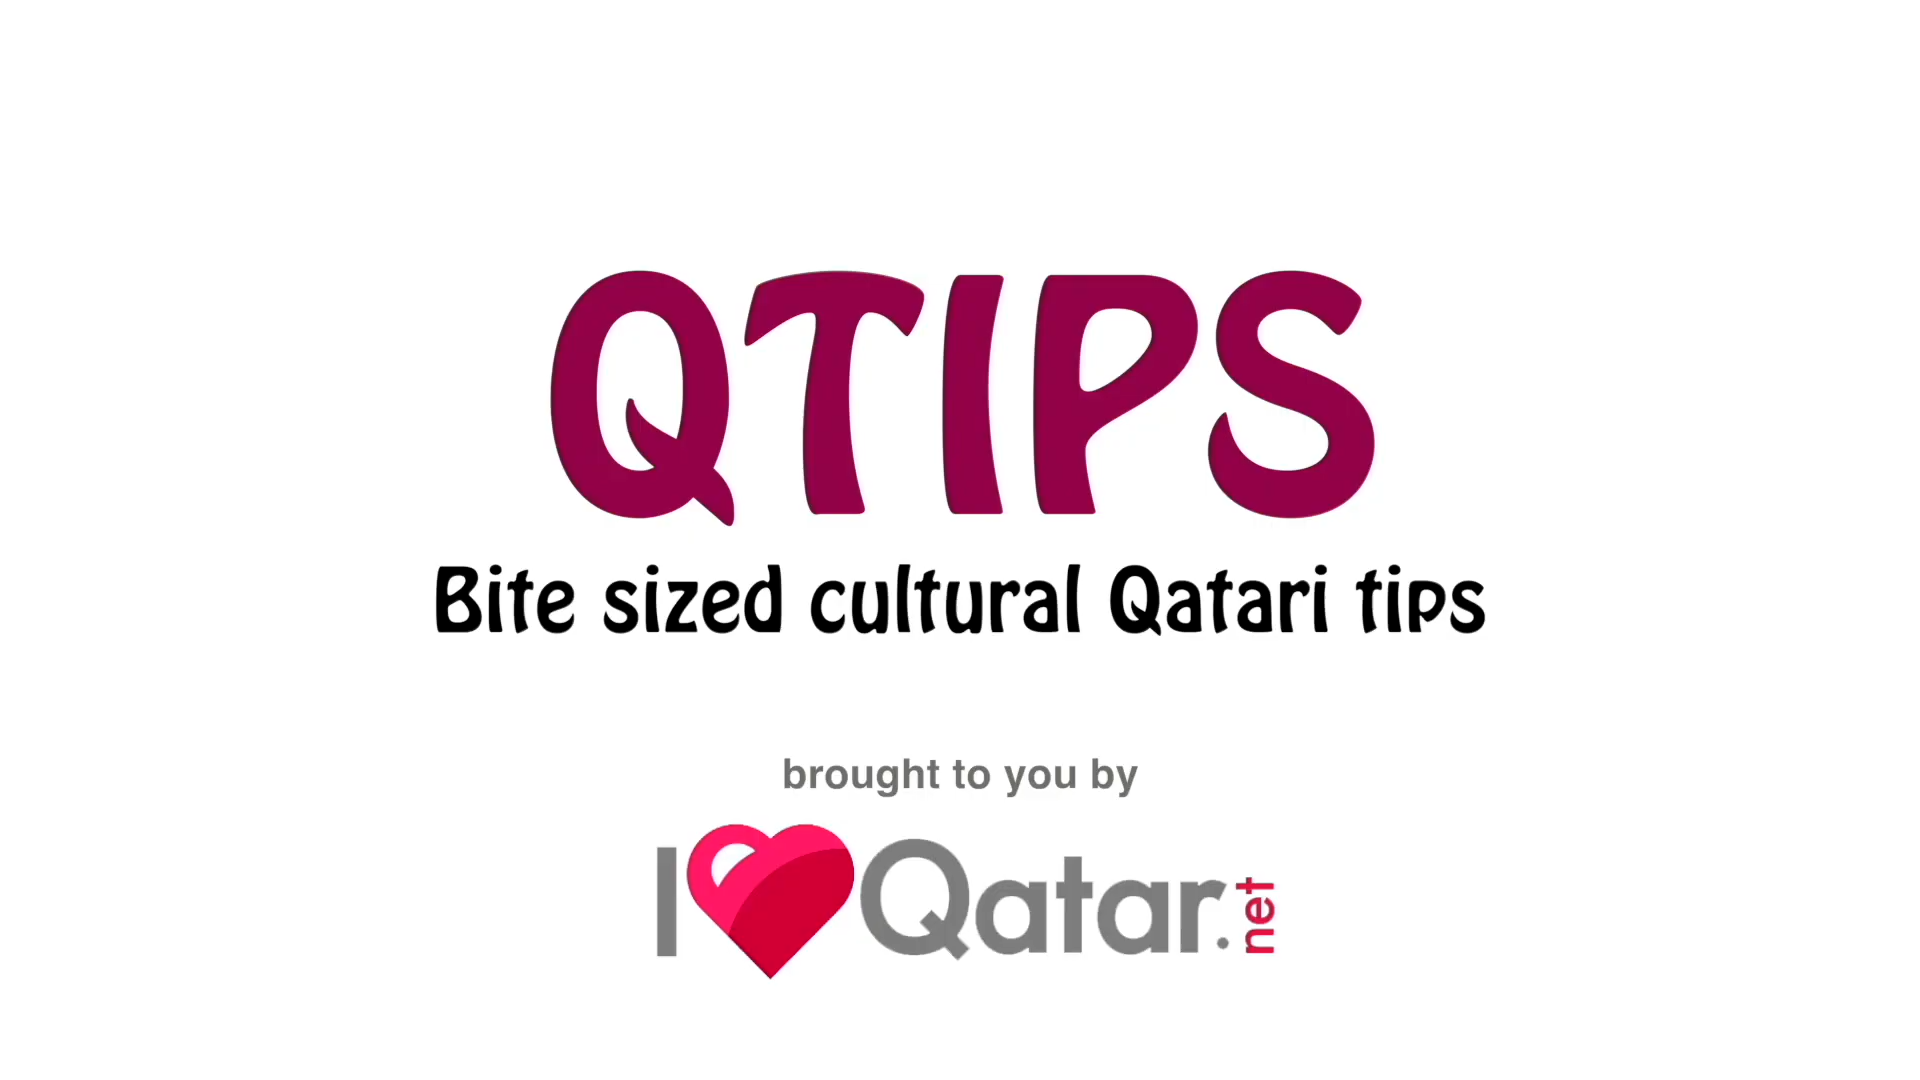 QTIPS
Bite sized cultural Qatari tips
brought to you by
I Qatar.net